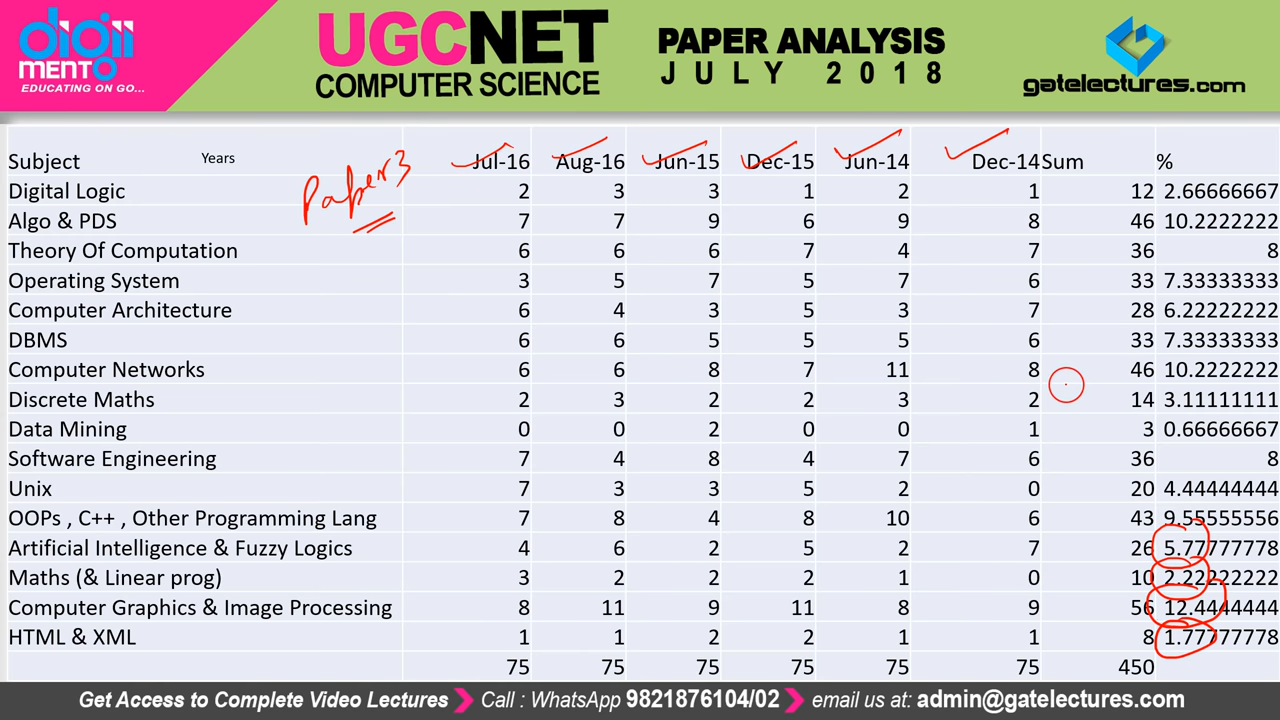 digii
MENTO
EDUCATING ON GO...
UGCNET
COMPUTER SCIENCE
PAPER ANALYSIS
JULY 2018
gatelectures.com
Subject Years Jul-16 Aug-16 Jun-15 Dec-15 Jun-14 Dec-14 Sum %
Paper 3
Digital Logic 2 3 3 1 2 1 12 2.66666667
Algo & PDS 7 7 9 6 9 8 46 10.2222222
Theory Of Computation 6 6 6 7 4 7 36 8
Operating System 3 5 7 5 7 6 33 7.33333333
Computer Architecture 6 4 3 5 3 7 28 6.22222222
DBMS 6 6 5 5 5 6 33 7.33333333
Computer Networks 6 6 8 7 11 8 46 10.2222222
Discrete Maths 2 3 2 2 3 2 14 3.11111111
Data Mining 0 0 2 0 0 1 3 0.66666667
Software Engineering 7 4 8 4 7 6 36 8
Unix 7 3 3 5 2 0 20 4.44444444
OOPs , C++ , Other Programming Lang 7 8 4 8 10 6 43 9.55555556
Artificial Intelligence & Fuzzy Logics 4 6 2 5 2 7 26 5.77777778
Maths (& Linear prog) 3 2 2 2 1 0 10 2.22222222
Computer Graphics & Image Processing 8 11 9 11 8 9 56 12.4444444
HTML & XML 1 1 2 2 1 1 8 1.77777778
75 75 75 75 75 75 450
Get Access to Complete Video Lectures Call : WhatsApp 9821876104/02 email us at: admin@gatelectures.com